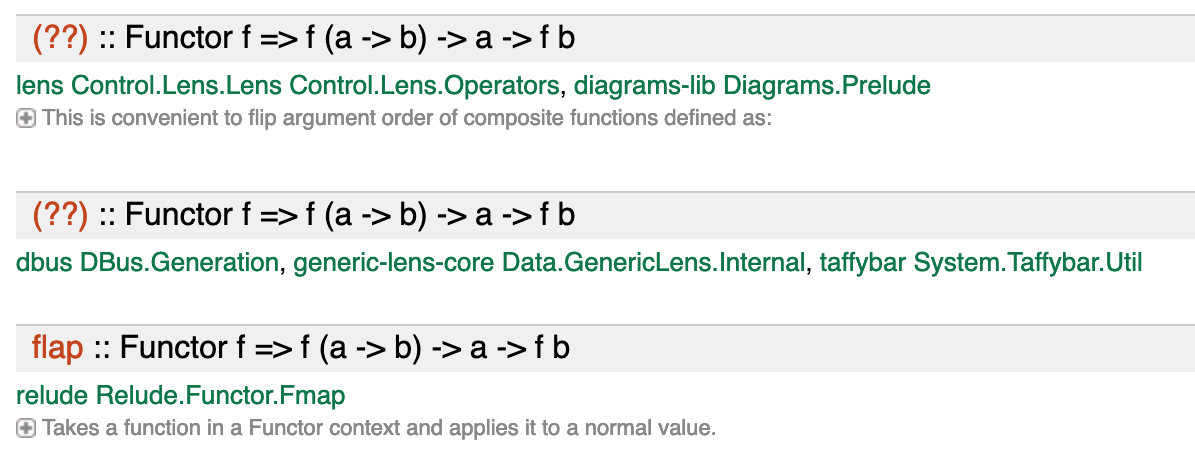 (??) :: Functor f => f (a -> b) -> a -> f b
lens Control.Lens.Lens Control.Lens.Operators, diagrams-lib Diagrams.Prelude
This is convenient to flip argument order of composite functions defined as:
(??) :: Functor f => f (a -> b) -> a -> f b
dbus DBus.Generation, generic-lens-core Data.GenericLens.Internal, taffybar System.Taffybar.Util
flap :: Functor f => f (a -> b) -> a -> f b
relude Relude.Functor.Fmap
Takes a function in a Functor context and applies it to a normal value.